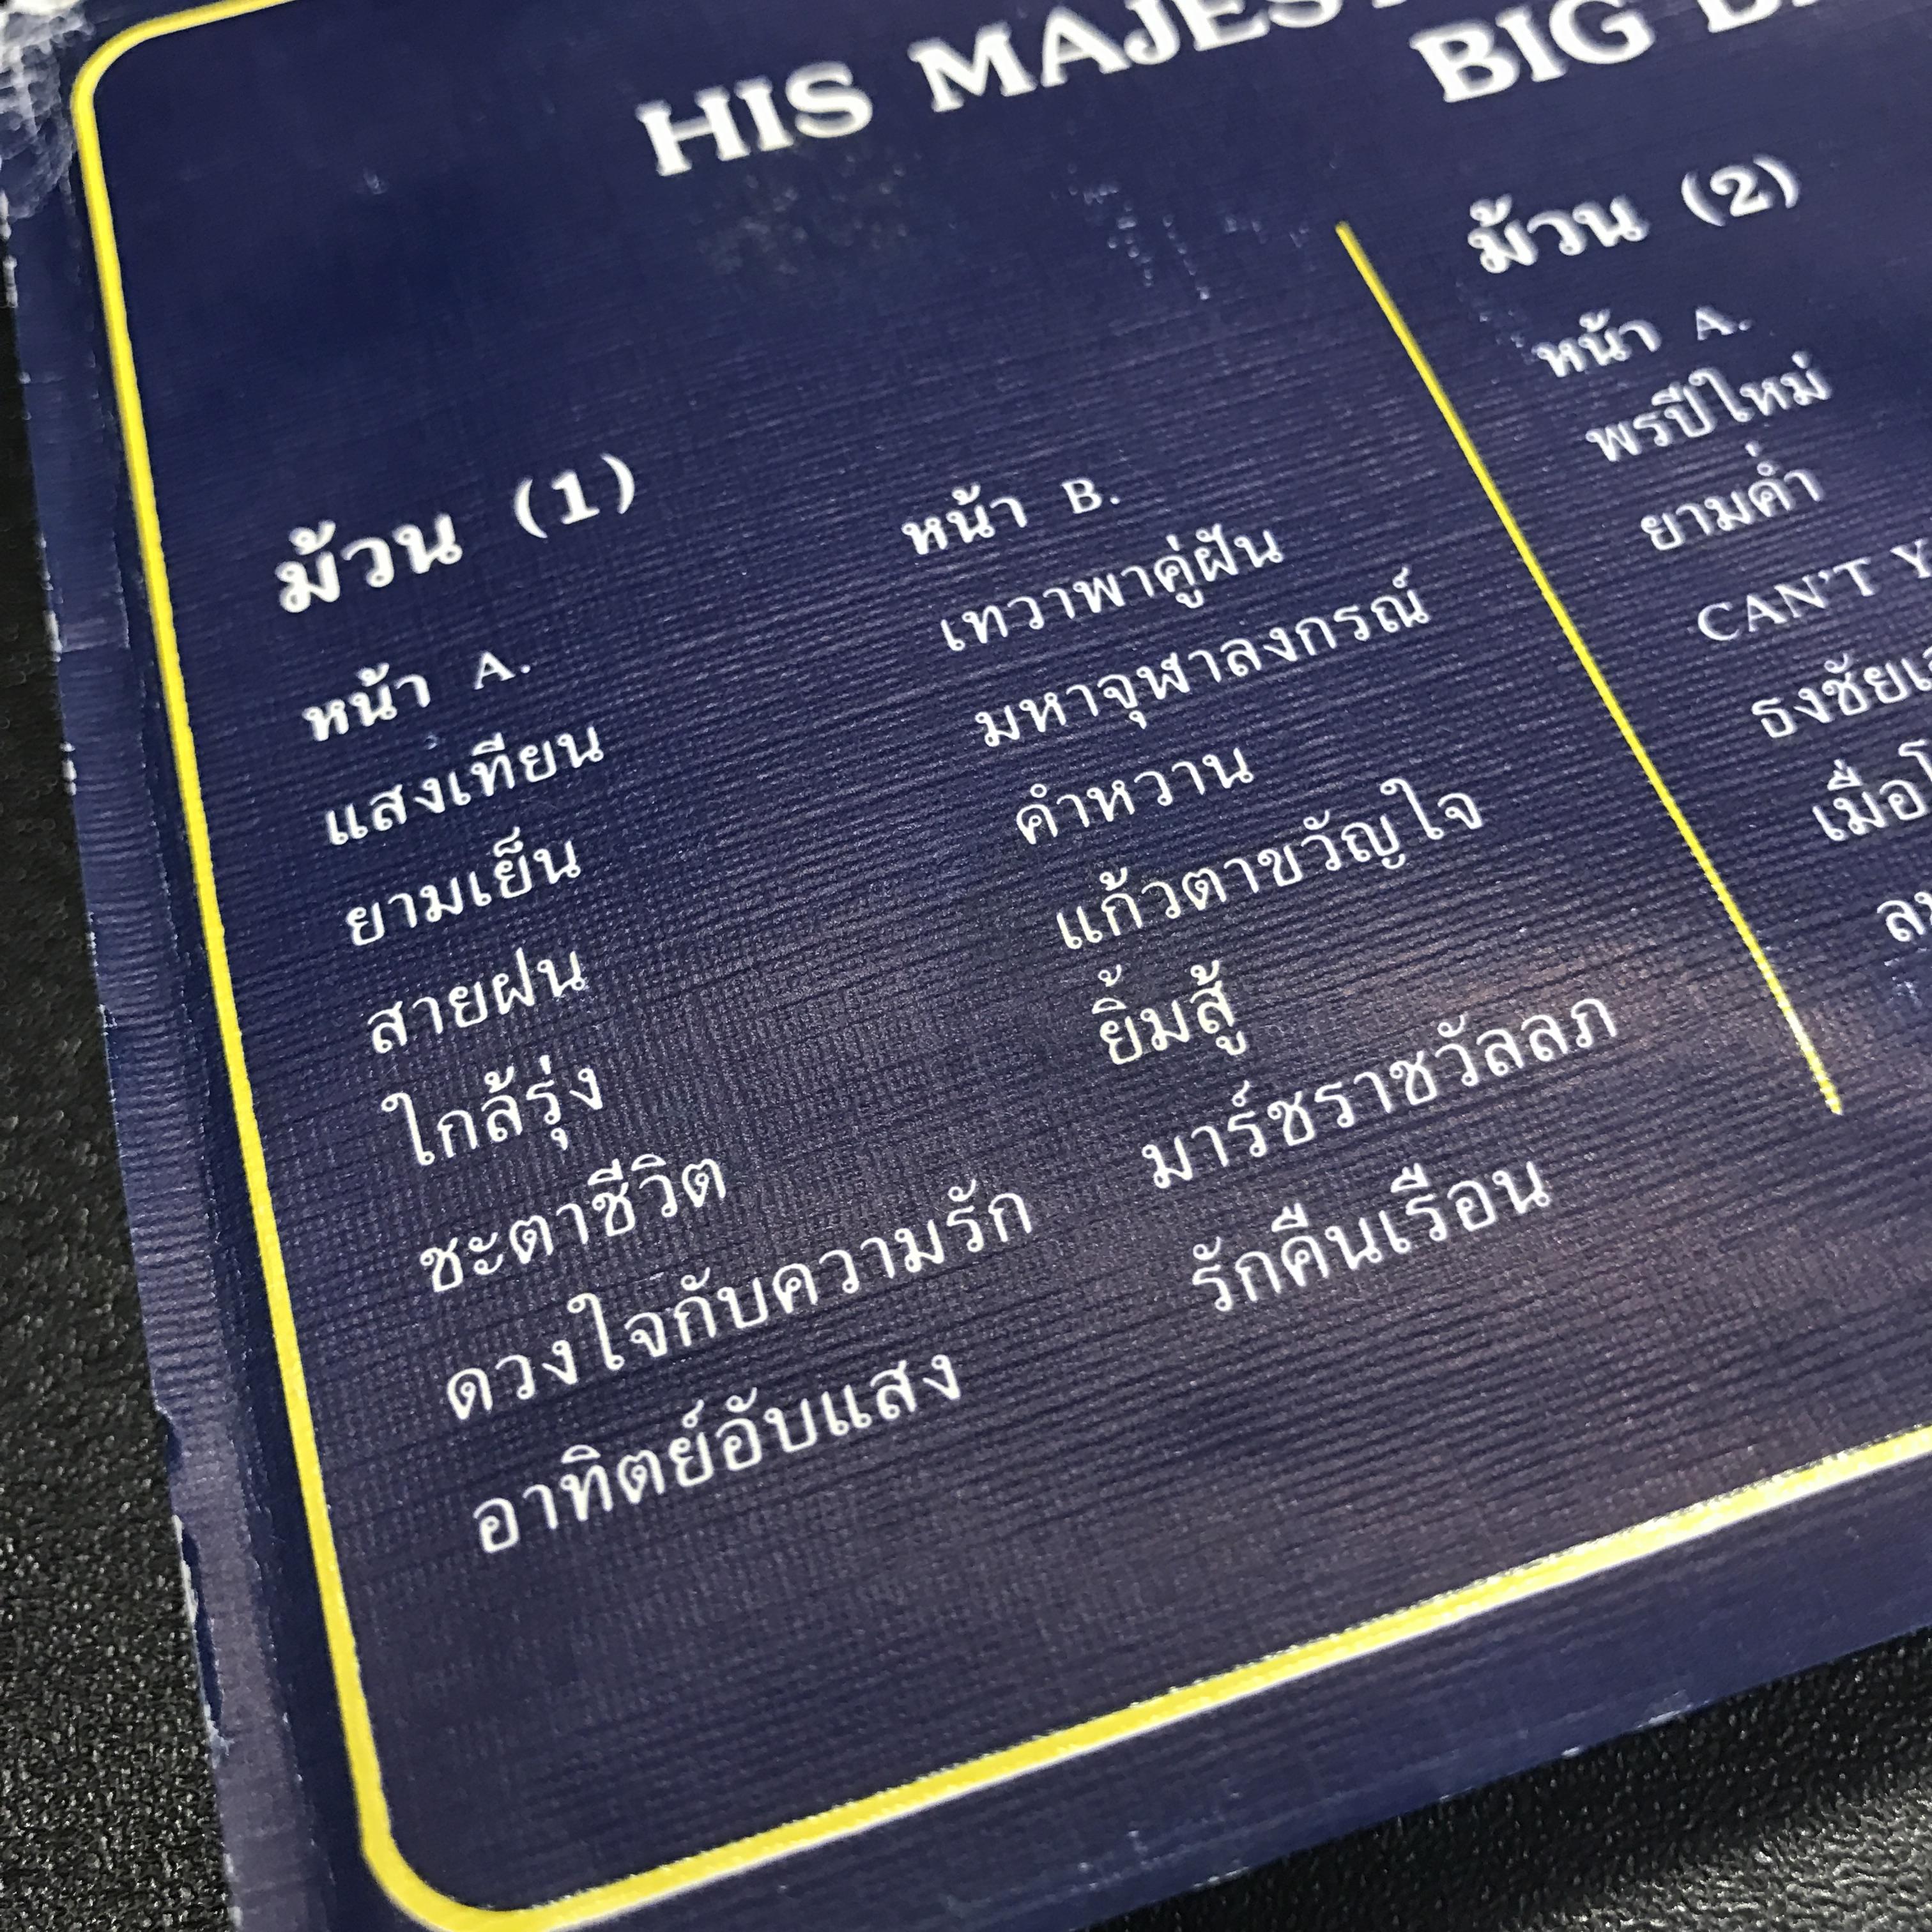 HIS
BIG
ม้วน (1)
หน้า A.
แสงเทียน
ยามเย็น
สายฝน
ใกล้รุ่ง
ชะตาชีวิต
ดวงใจกับความรัก
อาทิตย์อับแสง
หน้า B.
เทวาพาคู่ฝัน
มหาจุฬาลงกรณ์
คำหวาน
แก้วตาขวัญใจ
ยิ้มสู้
มาร์ชราชวัลลภ
รักคืนเรือน
ม้วน (2)
หน้า A.
พรปีใหม่
ยามค่ำ
CAN'T